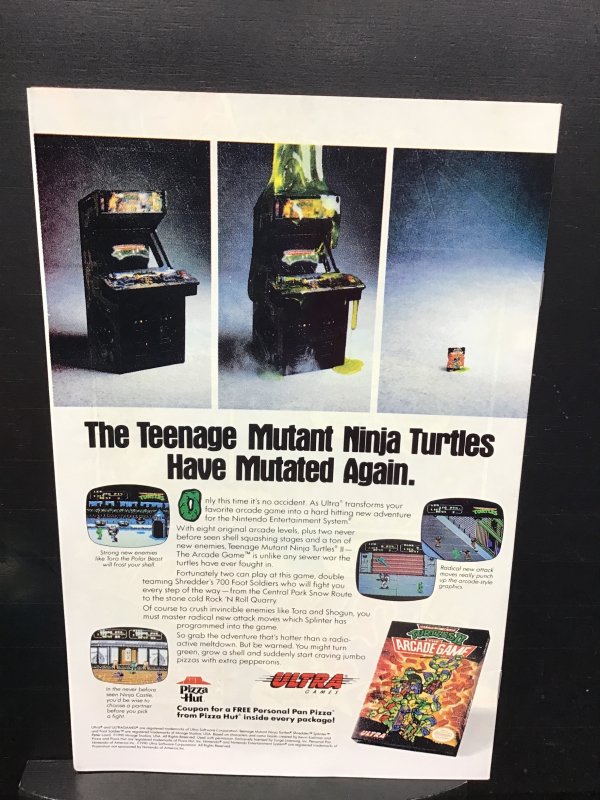 The Teenage Mutant Ninja Turtles
Have Mutated Again.
Only this time it's no accident. As Ultra® transforms your
favorite arcade game into a hard hitting new adventure
for the Nintendo Entertainment System.®
With eight original arcade levels, plus two never
before seen shell squashing stages and a ton of
new enemies, Teenage Mutant Ninja Turtles® II—
The Arcade Game™ is unlike any sewer war the
turtles have ever fought in.
Fortunately two can play at this game, double
teaming Shredder's 700 Foot Soldiers who will fight you
every step of the way—from the Central Park Snow Route
to the stone cold Rock 'N Roll Quarry.
Of course to crush invincible enemies like Tora and Shogun, you
must master radical new attack moves which Splinter has
programmed into the game.
So grab the adventure that's hotter than a radio-
active meltdown. But be warned. You might turn
green, grow a shell and suddenly start craving jumbo
pizzas with extra pepperonis.
Strong new enemies
like Tora the Polar Beast
will frost your shell.
Radical new attack
moves really punch
up the arcade-style
graphics.
In the never before
seen Ninja Castle,
you'd be wise to
choose a partner
before you pick
a fight.
Pizza
Hut
ULTRA
GAMES
Coupon for a FREE Personal Pan Pizza
from Pizza Hut® inside every package!
TURTLES II
ARCADE GAME
ULTRA